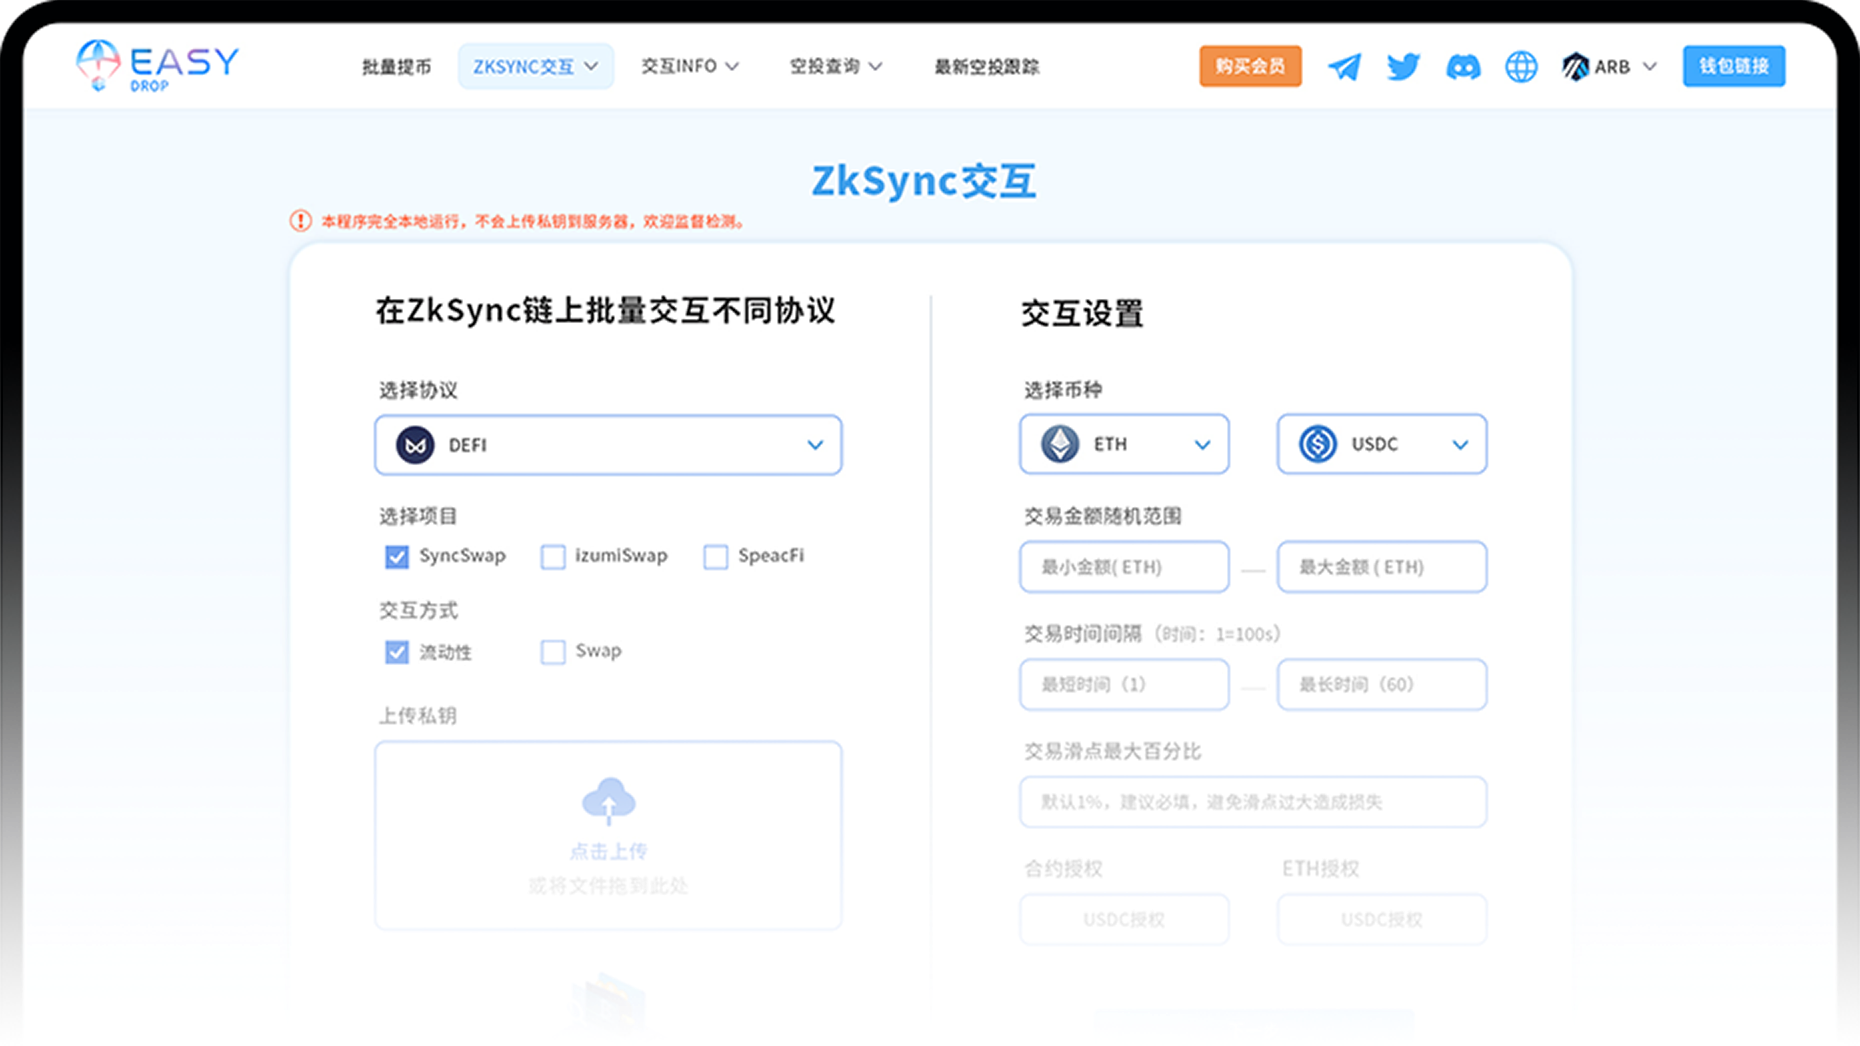 EASY
DROP
批量提币 ZKSYNC交互 交互INFO 空投查询 最新空投跟踪 购买会员 ARB 钱包链接
ZkSync交互
本程序完全本地运行，不会上传私钥到服务器，欢迎监督检测。
在ZkSync链上批量交互不同协议
选择协议
DEFI
选择项目
SyncSwap izumiSwap SpeacFi
交互方式
流动性 Swap
上传私钥
点击上传
或将文件拖到此处
交互设置
选择币种
ETH USDC
交易金额随机范围
最小金额( ETH) — 最大金额 ( ETH)
交易时间间隔（时间：1=100s）
最短时间（1） — 最长时间（60）
交易滑点最大百分比
默认1%，建议必填，避免滑点过大造成损失
合约授权 ETH授权
USDC授权 USDC授权